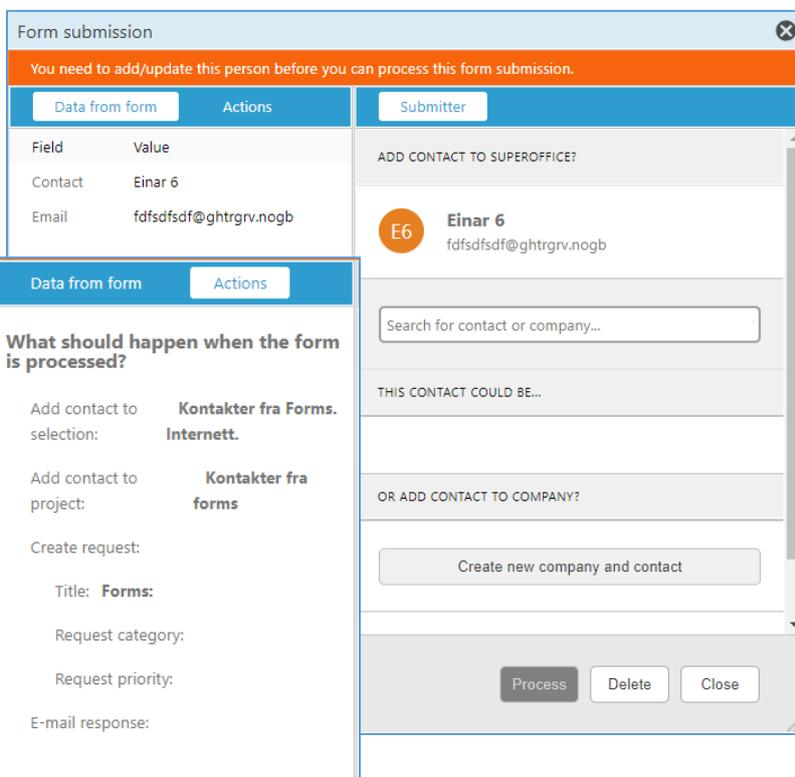 Form submission
You need to add/update this person before you can process this form submission.
Data from form Actions
Field Value
Contact Einar 6
Email fdfsdfsdf@ghtrgrv.nogb
Submitter
ADD CONTACT TO SUPEROFFICE?
E6
Einar 6
fdfsdfsdf@ghtrgrv.nogb
Search for contact or company...
THIS CONTACT COULD BE...
OR ADD CONTACT TO COMPANY?
Create new company and contact
Process Delete Close
Data from form Actions
What should happen when the form
is processed?
Add contact to Kontakter fra Forms.
selection: Internett.
Add contact to Kontakter fra
project: forms
Create request:
Title: Forms:
Request category:
Request priority:
E-mail response: